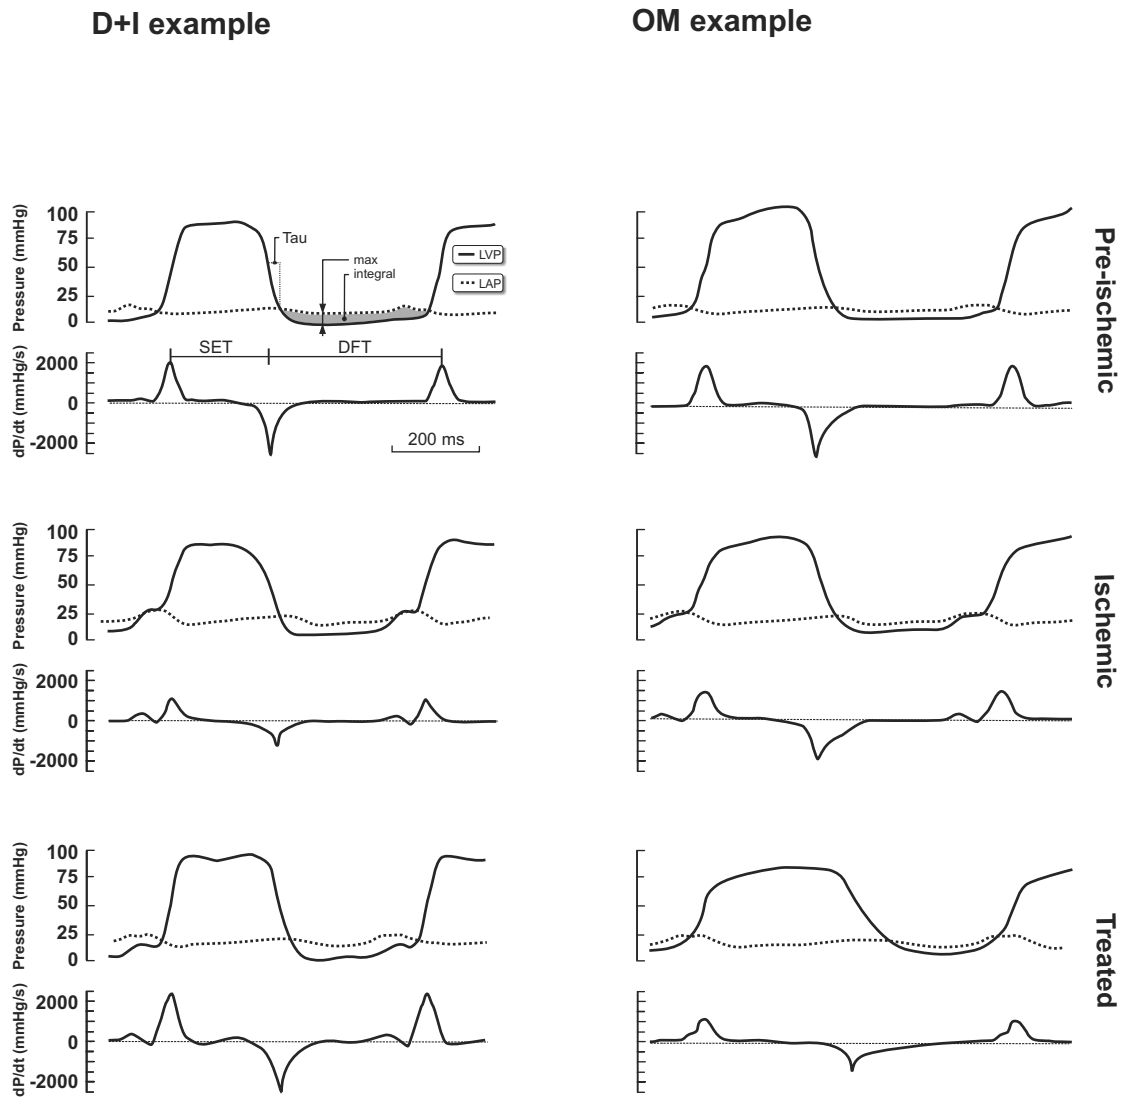 D+I example
OM example
Pressure (mmHg)
100
75
50
25
0
Tau
max
integral
LVP
LAP
SET
DFT
dP/dt (mmHg/s)
2000
0
-2000
200 ms
Pre-ischemic
Pressure (mmHg)
100
75
50
25
0
dP/dt (mmHg/s)
2000
0
-2000
Ischemic
Pressure (mmHg)
100
75
50
25
0
dP/dt (mmHg/s)
2000
0
-2000
Treated